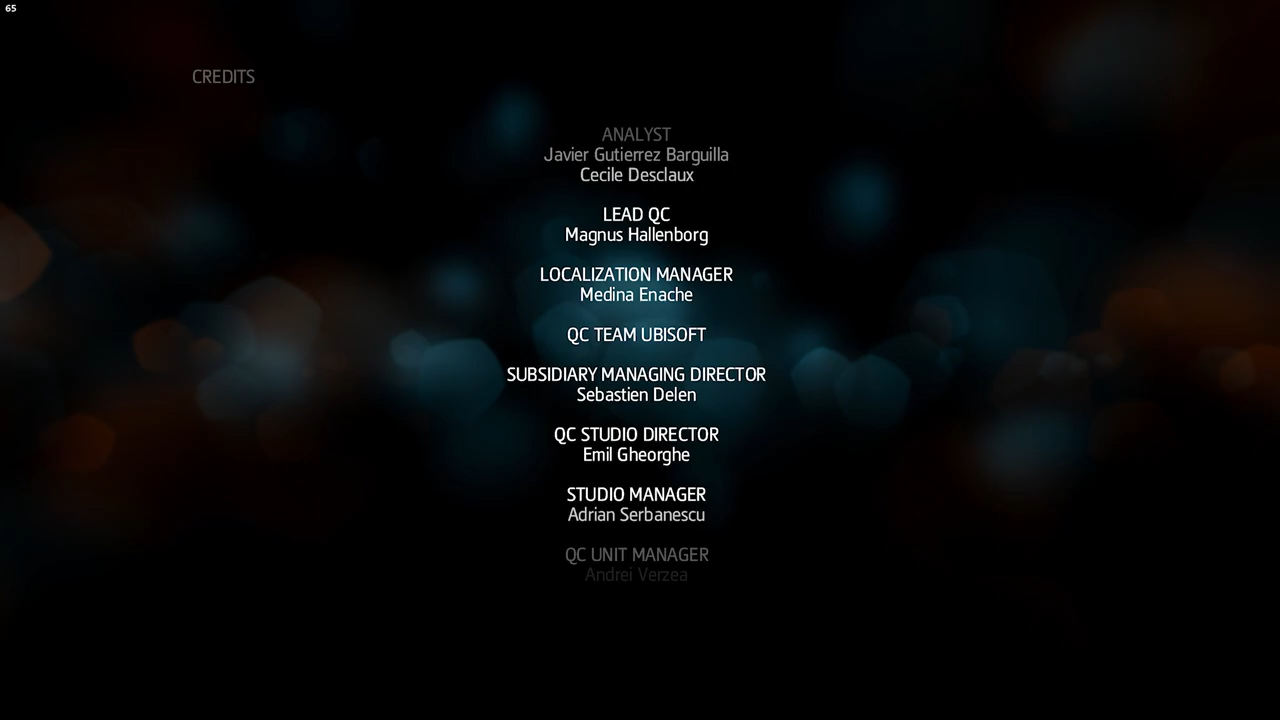 65
CREDITS
ANALYST
Javier Gutierrez Barguilla
Cecile Desclaux
LEAD QC
Magnus Hallenborg
LOCALIZATION MANAGER
Medina Enache
QC TEAM UBISOFT
SUBSIDIARY MANAGING DIRECTOR
Sebastien Delen
QC STUDIO DIRECTOR
Emil Gheorghe
STUDIO MANAGER
Adrian Serbanescu
QC UNIT MANAGER
Andrei Verzea